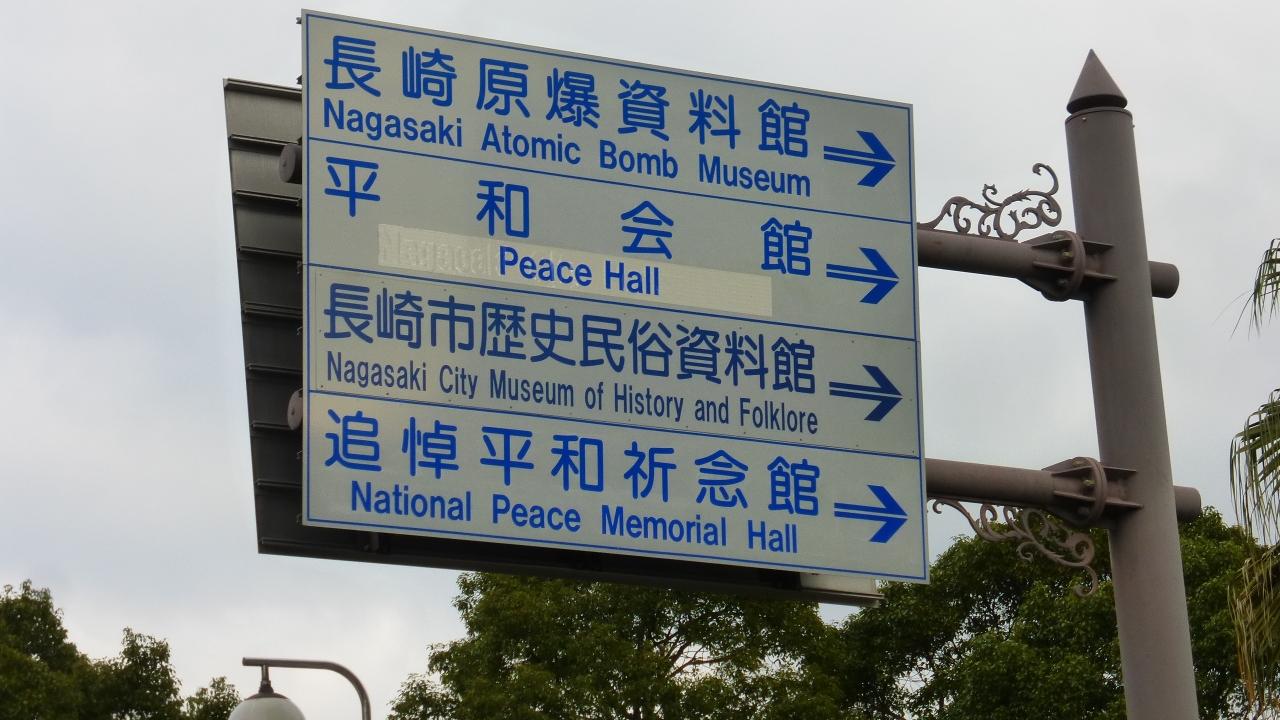 長崎原爆資料館
Nagasaki Atomic Bomb Museum
平和会館
Peace Hall
長崎市歴史民俗資料館
Nagasaki City Museum of History and Folklore
追悼平和祈念館
National Peace Memorial Hall